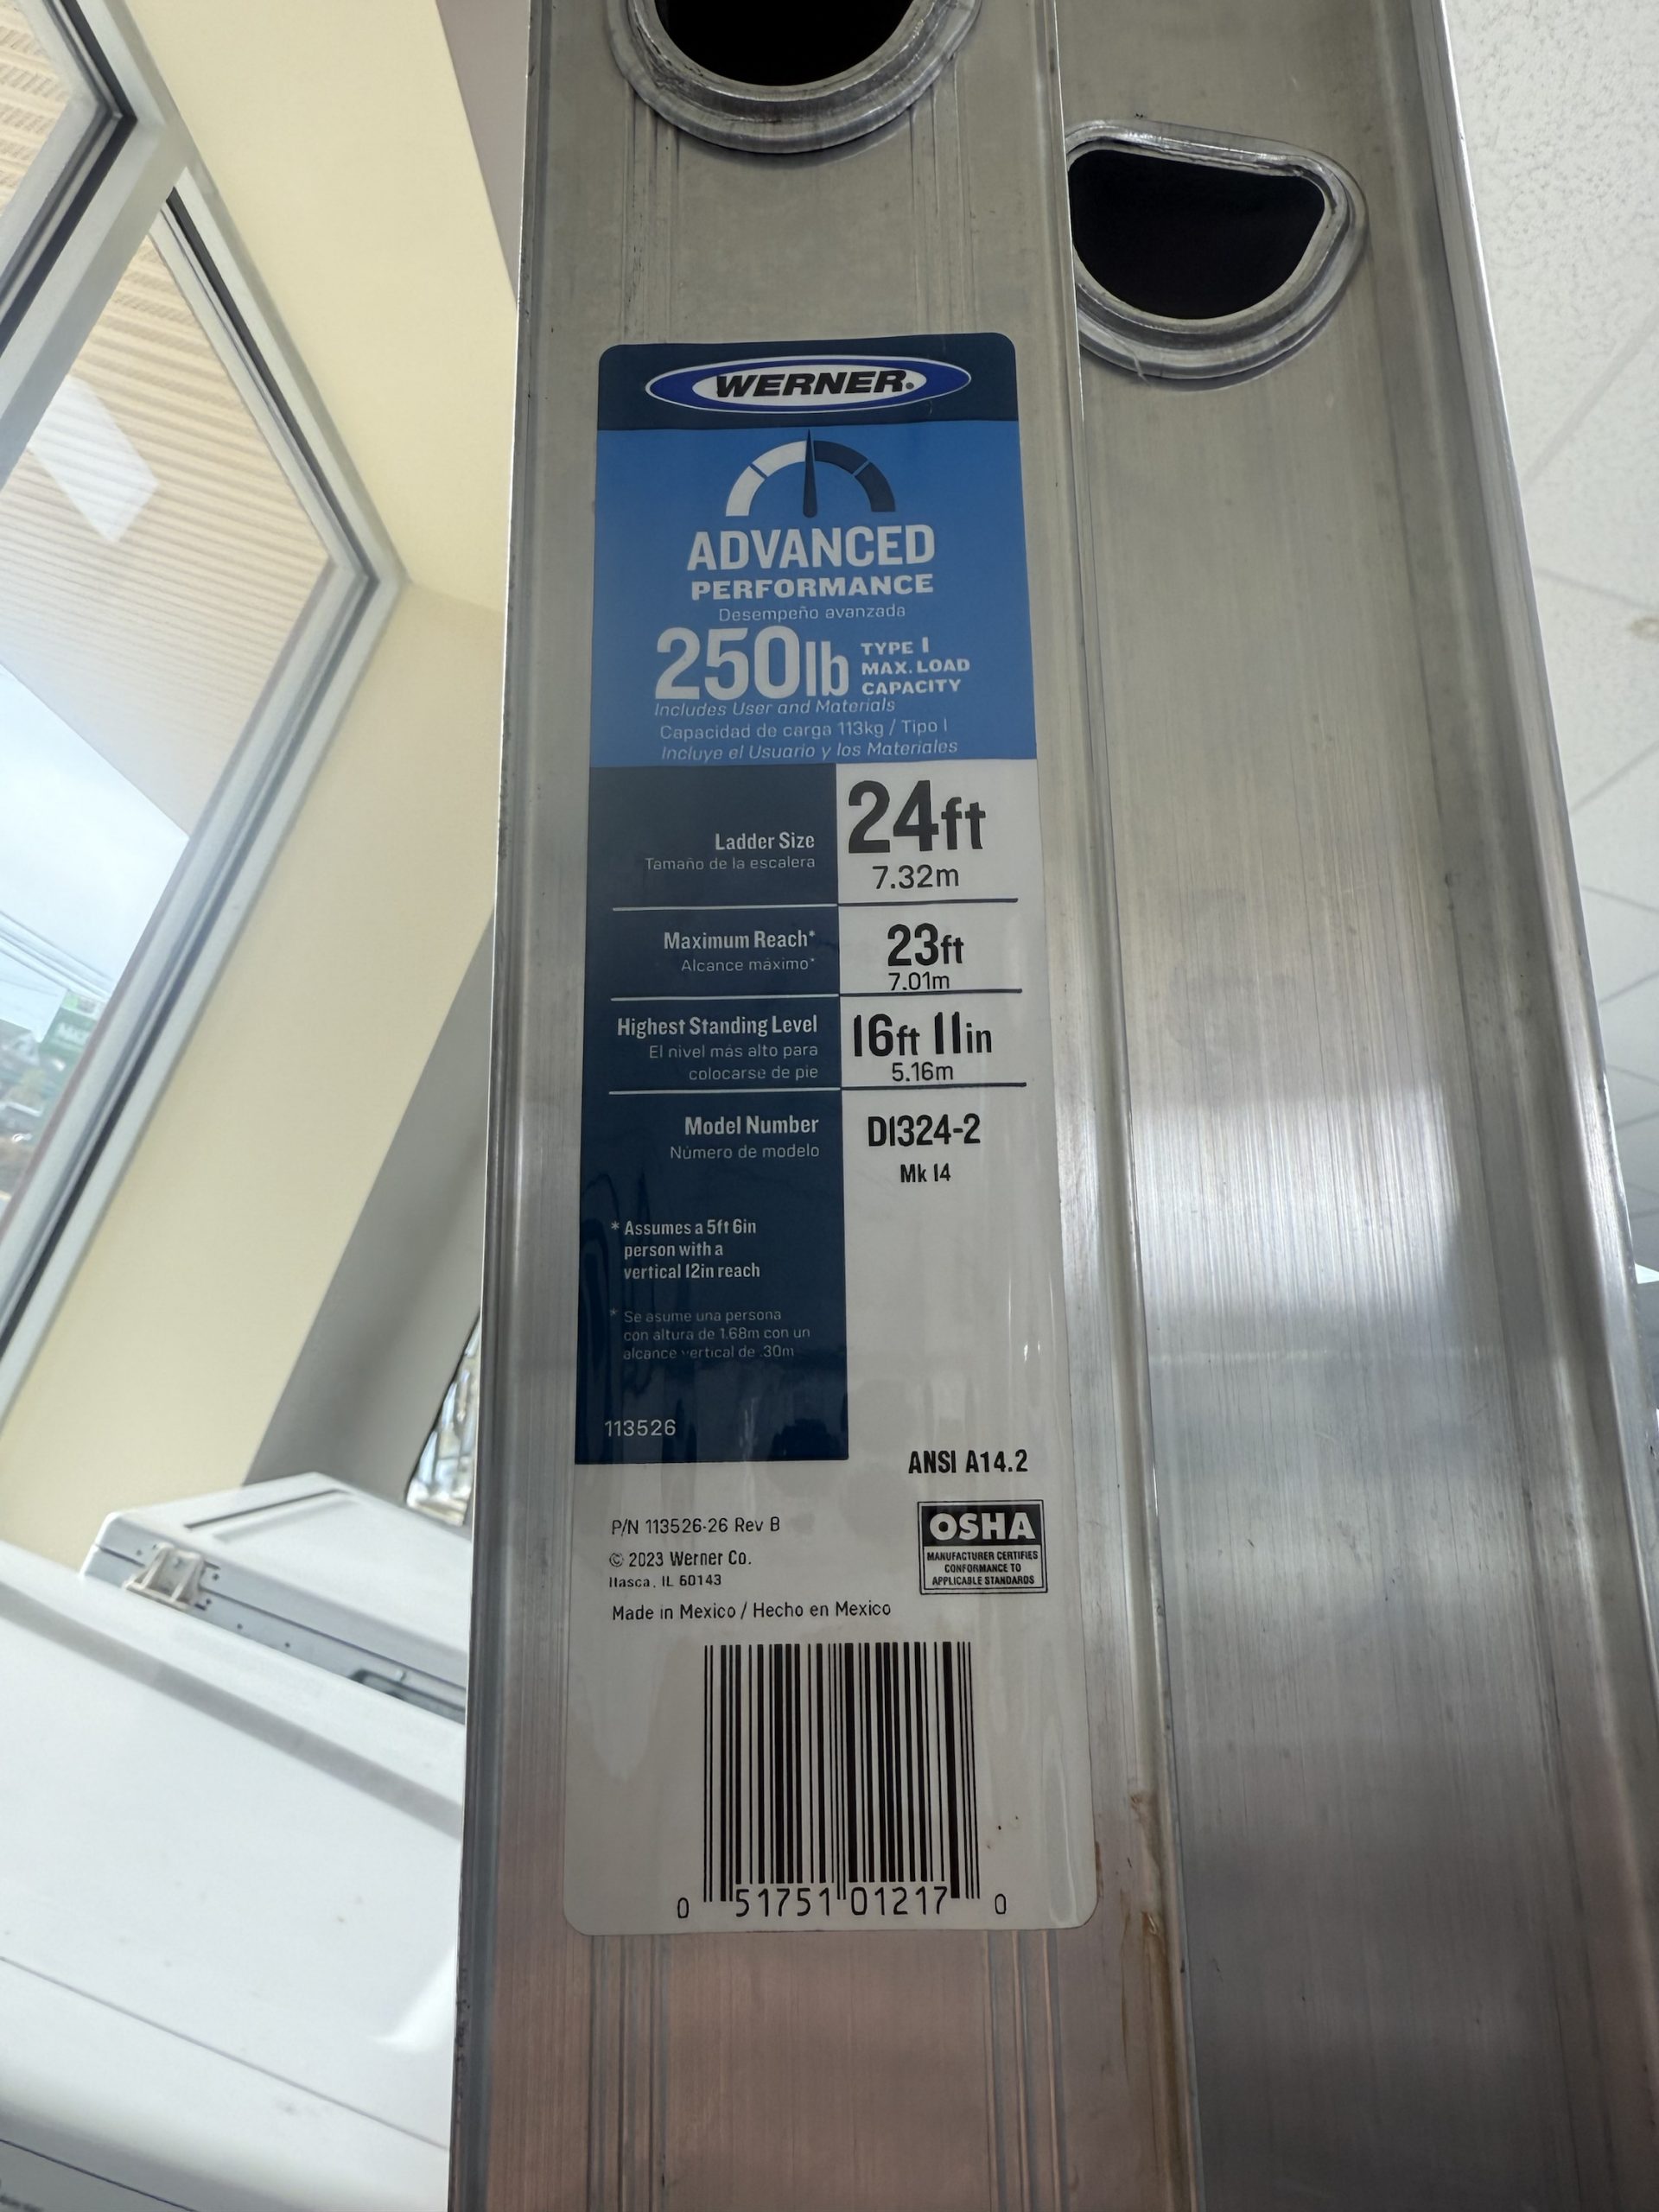 WERNER.
ADVANCED
PERFORMANCE
Desempeño avanzada
250lb TYPE I
MAX. LOAD
CAPACITY
Includes User and Materials
Capacidad de carga 113kg / Tipo I
Incluye el Usuario y los Materiales
Ladder Size 24ft
Tamaño de la escalera 7.32m
Maximum Reach* 23ft
Alcance máximo* 7.01m
Highest Standing Level 16ft 11in
El nivel más alto para
colocarse de pie 5.16m
Model Number D1324-2
Número de modelo Mk 14
* Assumes a 5ft 6in
person with a
vertical 12in reach
* Se asume una persona
con altura de 1.68m con un
alcance vertical de .30m
113526
ANSI A14.2
P/N 113526-26 Rev B
© 2023 Werner Co.
Itasca, IL 60143
Made in Mexico / Hecho en Mexico
OSHA
MANUFACTURER CERTIFIES
CONFORMANCE TO
APPLICABLE STANDARDS
0 51751 01217 0